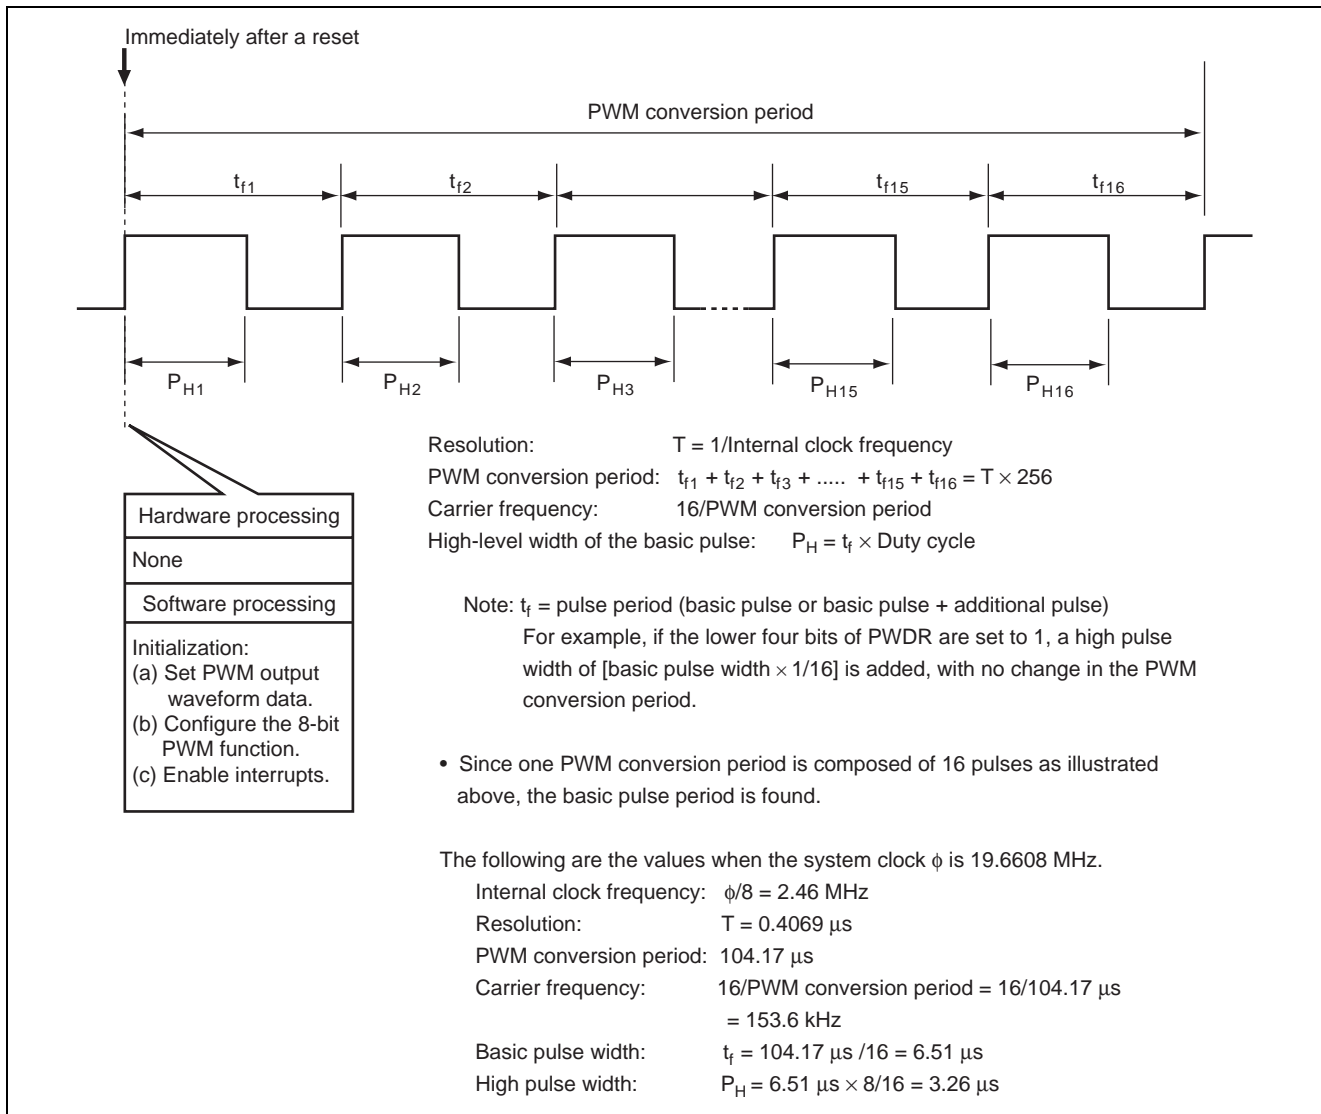 Immediately after a reset
PWM conversion period
tf1 tf2 tf15 tf16
PH1 PH2 PH3 PH15 PH16
Hardware processing
None
Software processing
Initialization:
(a) Set PWM output
waveform data.
(b) Configure the 8-bit
PWM function.
(c) Enable interrupts.
Resolution: T = 1/Internal clock frequency
PWM conversion period: tf1 + tf2 + tf3 + ..... + tf15 + tf16 = T × 256
Carrier frequency: 16/PWM conversion period
High-level width of the basic pulse: PH = tf × Duty cycle
Note: tf = pulse period (basic pulse or basic pulse + additional pulse)
For example, if the lower four bits of PWDR are set to 1, a high pulse
width of [basic pulse width × 1/16] is added, with no change in the PWM
conversion period.
• Since one PWM conversion period is composed of 16 pulses as illustrated
above, the basic pulse period is found.
The following are the values when the system clock φ is 19.6608 MHz.
Internal clock frequency: φ/8 = 2.46 MHz
Resolution: T = 0.4069 μs
PWM conversion period: 104.17 μs
Carrier frequency: 16/PWM conversion period = 16/104.17 μs
= 153.6 kHz
Basic pulse width: tf = 104.17 μs /16 = 6.51 μs
High pulse width: PH = 6.51 μs × 8/16 = 3.26 μs